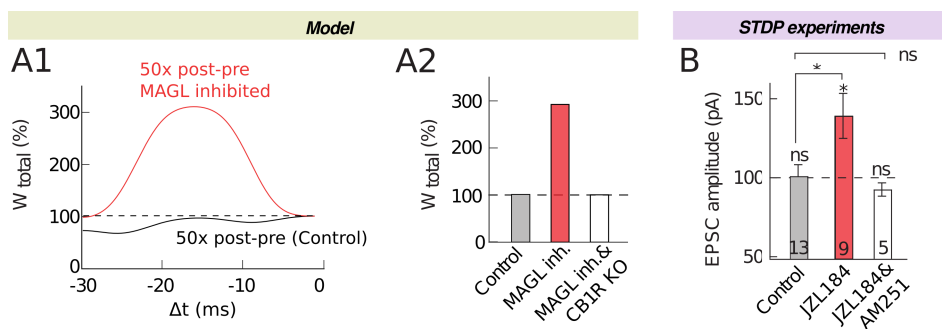 Model
STDP experiments
A1
50x post-pre
MAGL inhibited
W total (%)
300
200
100
0
50x post-pre (Control)
-30
-20
-10
0
Δt (ms)
A2
W total (%)
300
200
100
0
Control
MAGL inh.
MAGL inh.&
CB1R KO
B
ns
*
*
ns
ns
EPSC amplitude (pA)
150
100
50
13
9
5
Control
JZL184
JZL184&
AM251